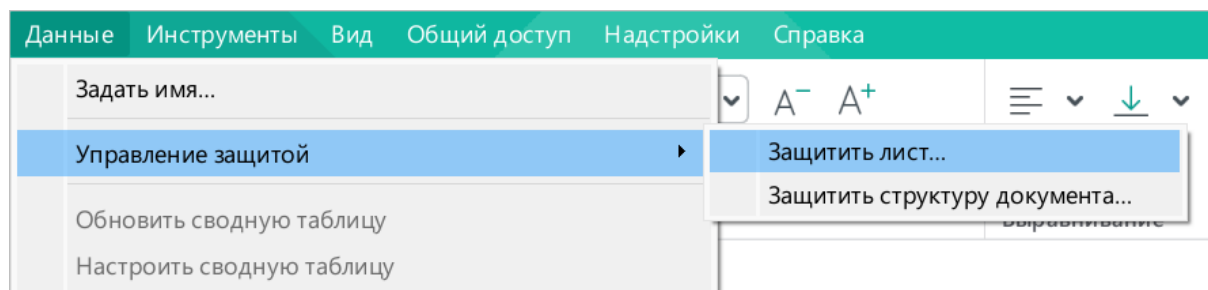 Данные Инструменты Вид Общий доступ Надстройки Справка
Задать имя...
A− A+
Управление защитой
Защитить лист...
Защитить структуру документа...
Обновить сводную таблицу
Выравнивание
Настроить сводную таблицу